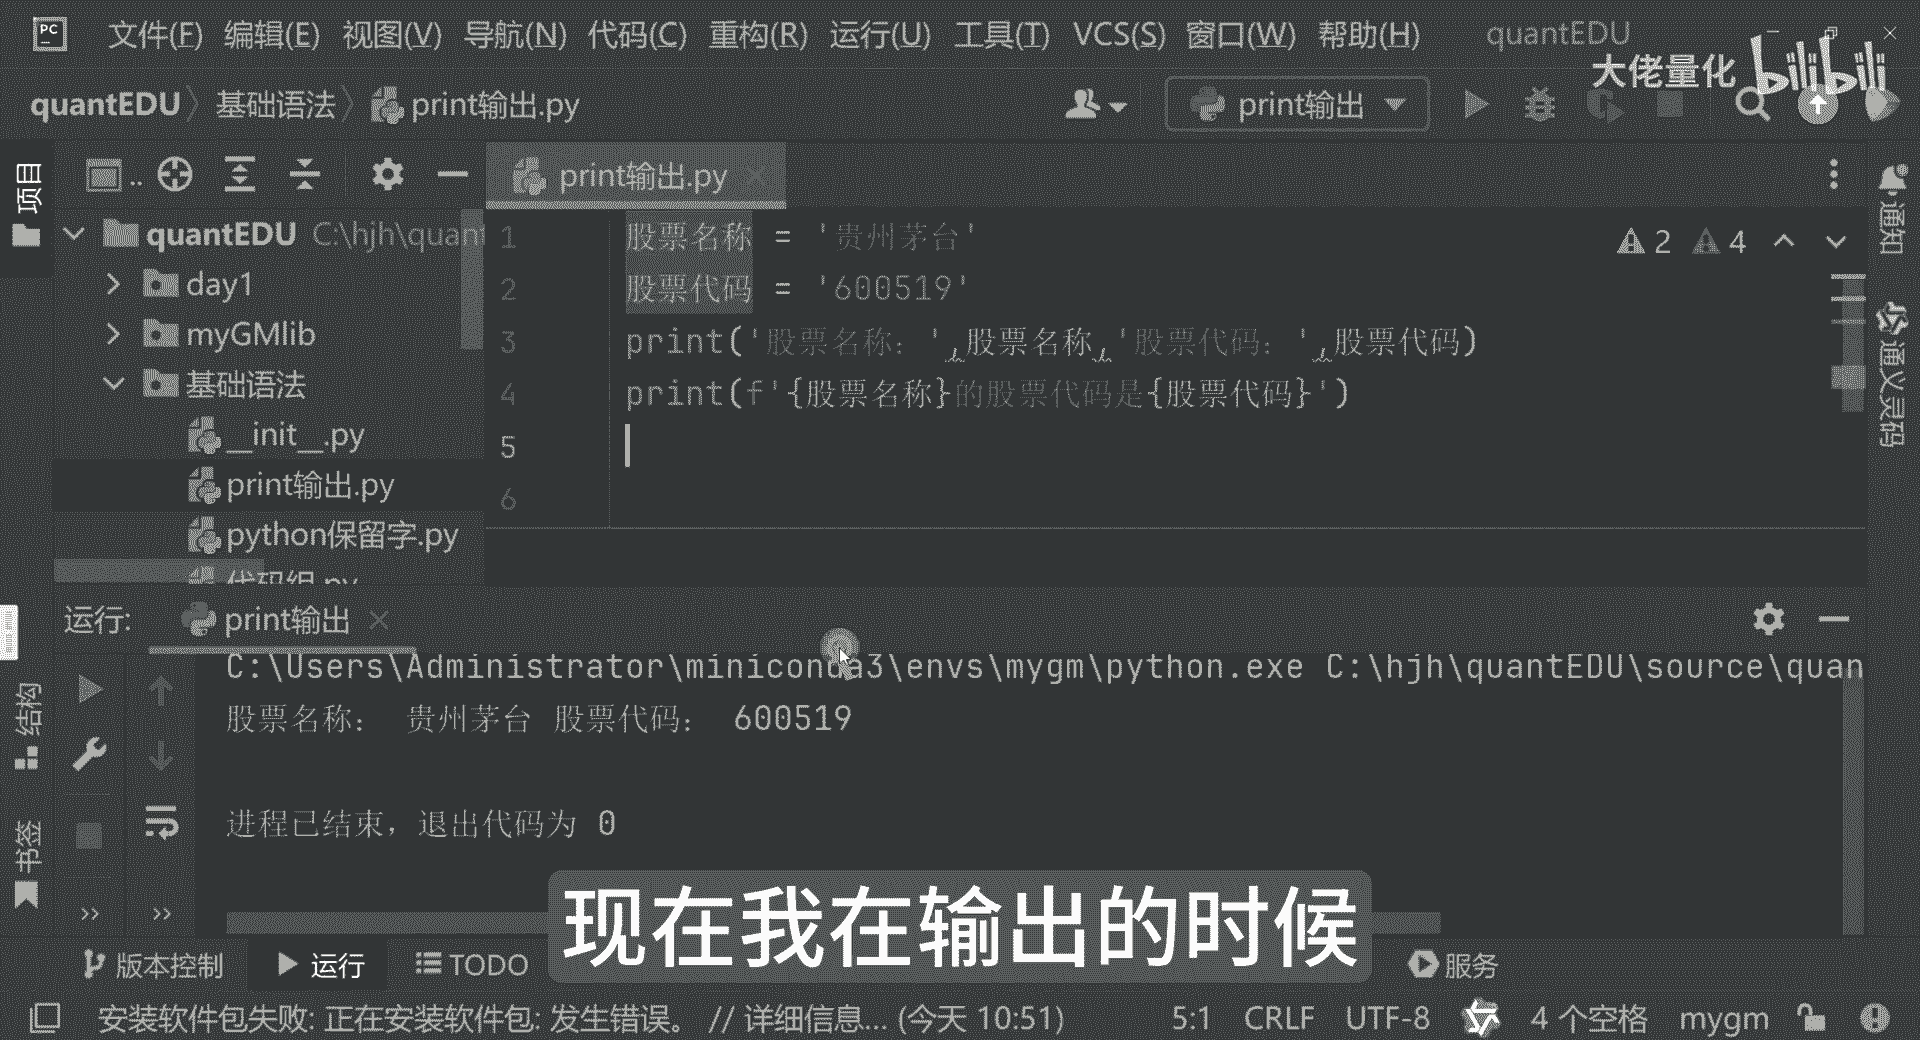 文件(F) 编辑(E) 视图(V) 导航(N) 代码(C) 重构(R) 运行(U) 工具(T) VCS(S) 窗口(W) 帮助(H) quantEDU
大佬量化 bilibili
quantEDU 基础语法 print输出.py print输出
项目
print输出.py
通知
quantEDU C:\hjh\quant
day1
myGMlib
基础语法
__init__.py
print输出.py
python保留字.py
代码组.py
1 股票名称 = '贵州茅台'
2 股票代码 = '600519'
3 print('股票名称：',股票名称,'股票代码：',股票代码)
4 print(f'{股票名称}的股票代码是{股票代码}')
5
6
2 4
通义灵码
运行: print输出
C:\Users\Administrator\miniconda3\envs\mygm\python.exe C:\hjh\quantEDU\source\quan
股票名称： 贵州茅台 股票代码： 600519
进程已结束，退出代码为 0
结构
书签
现在我在输出的时候
版本控制 运行 TODO 服务
安装软件包失败: 正在安装软件包: 发生错误。 // 详细信息... (今天 10:51) 5:1 CRLF UTF-8 4 个空格 mygm